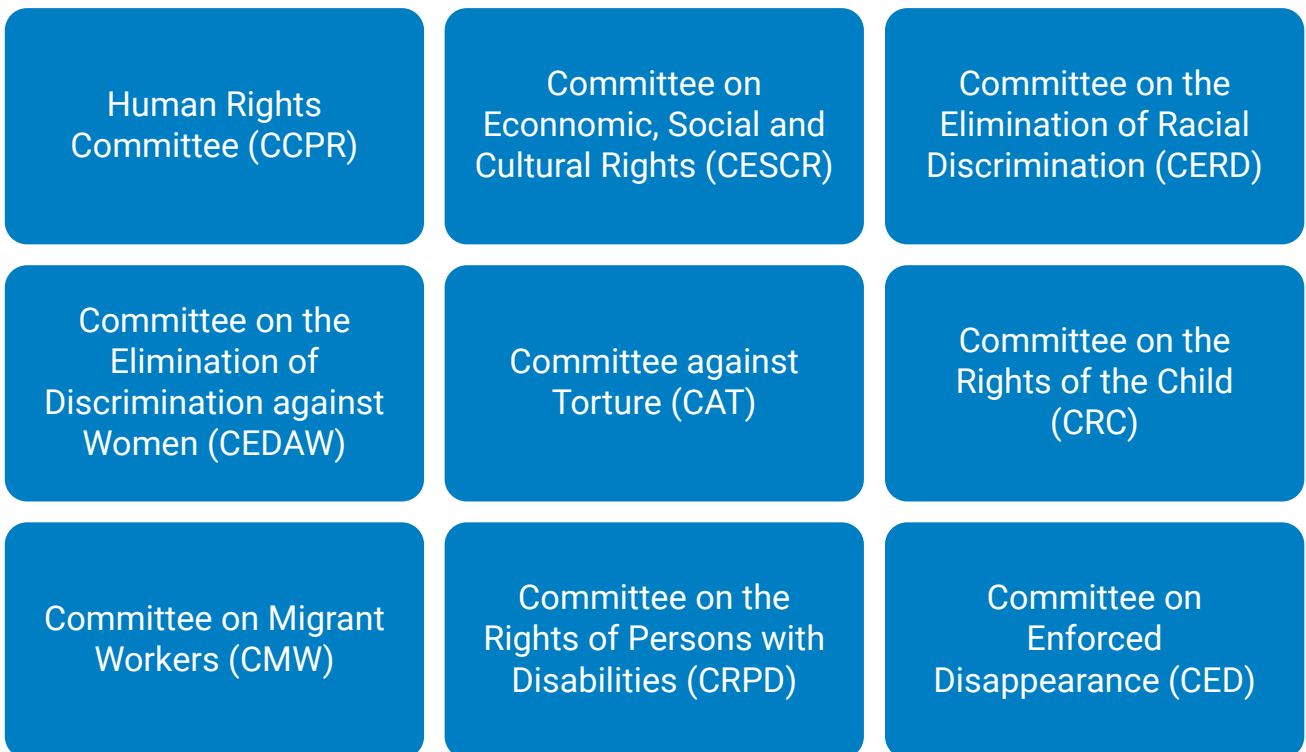 Human Rights
Committee (CCPR)
Committee on
Econnomic, Social and
Cultural Rights (CESCR)
Committee on the
Elimination of Racial
Discrimination (CERD)
Committee on the
Elimination of
Discrimination against
Women (CEDAW)
Committee against
Torture (CAT)
Committee on the
Rights of the Child
(CRC)
Committee on Migrant
Workers (CMW)
Committee on the
Rights of Persons with
Disabilities (CRPD)
Committee on
Enforced
Disappearance (CED)